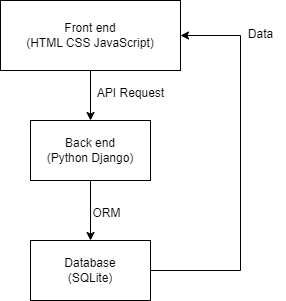 Front end
(HTML CSS JavaScript)
Data
API Request
Back end
(Python Django)
ORM
Database
(SQLite)